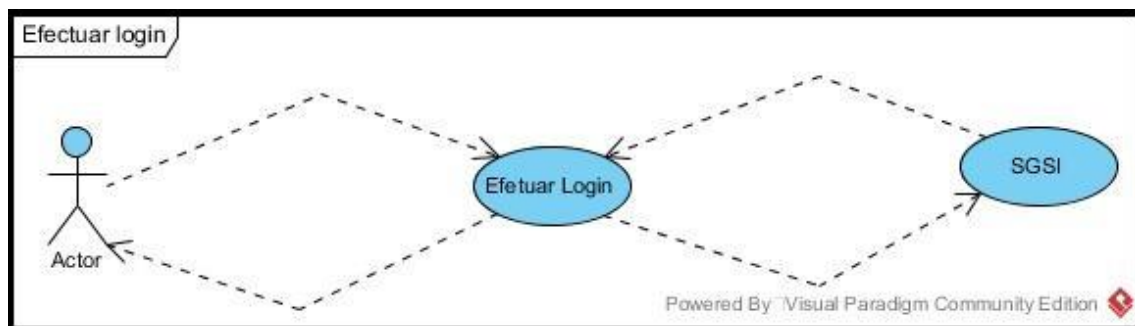 Efectuar login
Efetuar Login
SGSI
Actor
Powered By Visual Paradigm Community Edition